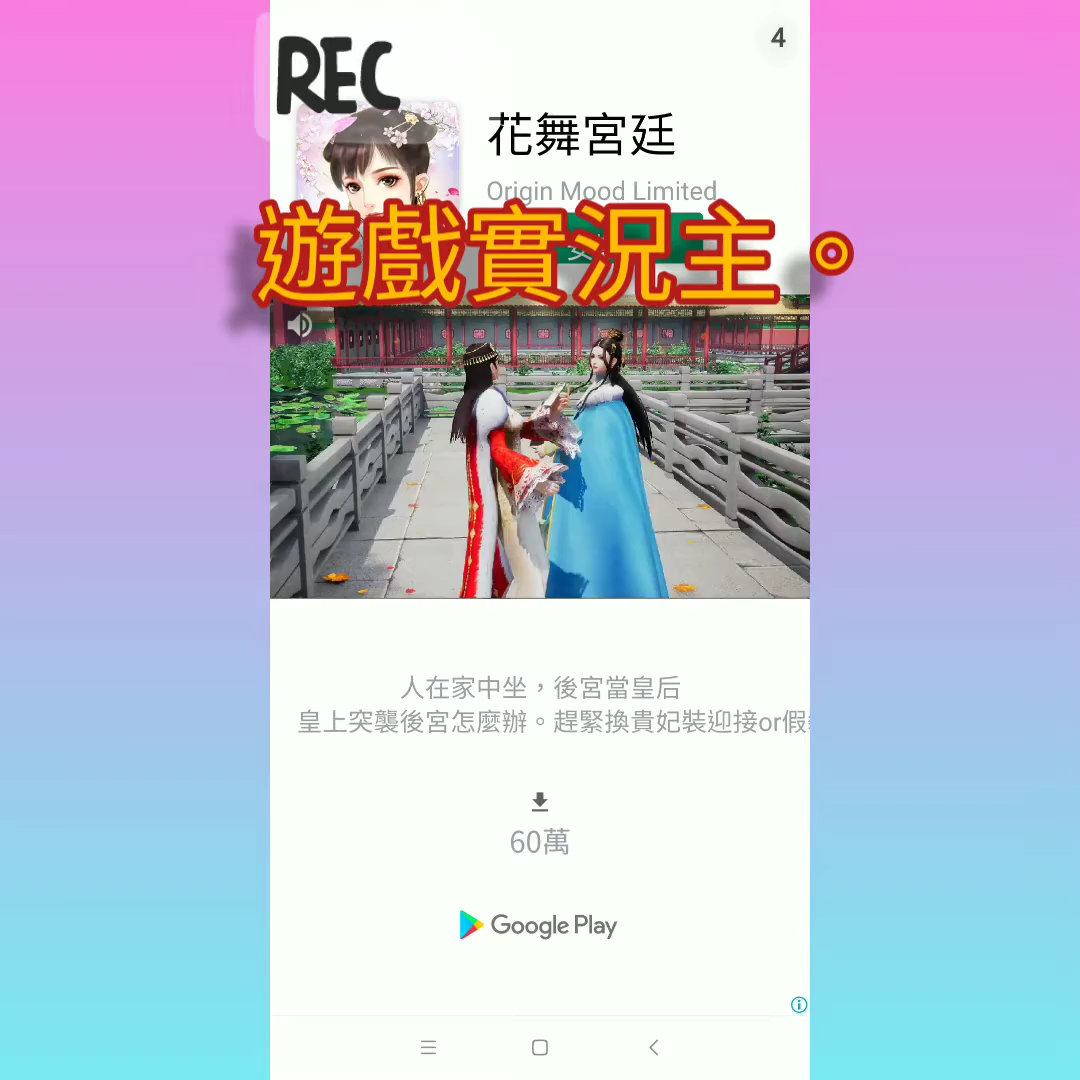 REC
4
花舞宮廷
Origin Mood Limited
遊戲實況主。
人在家中坐，後宮當皇后
皇上突襲後宮怎麼辦。趕緊換貴妃裝迎接or假
60萬
Google Play